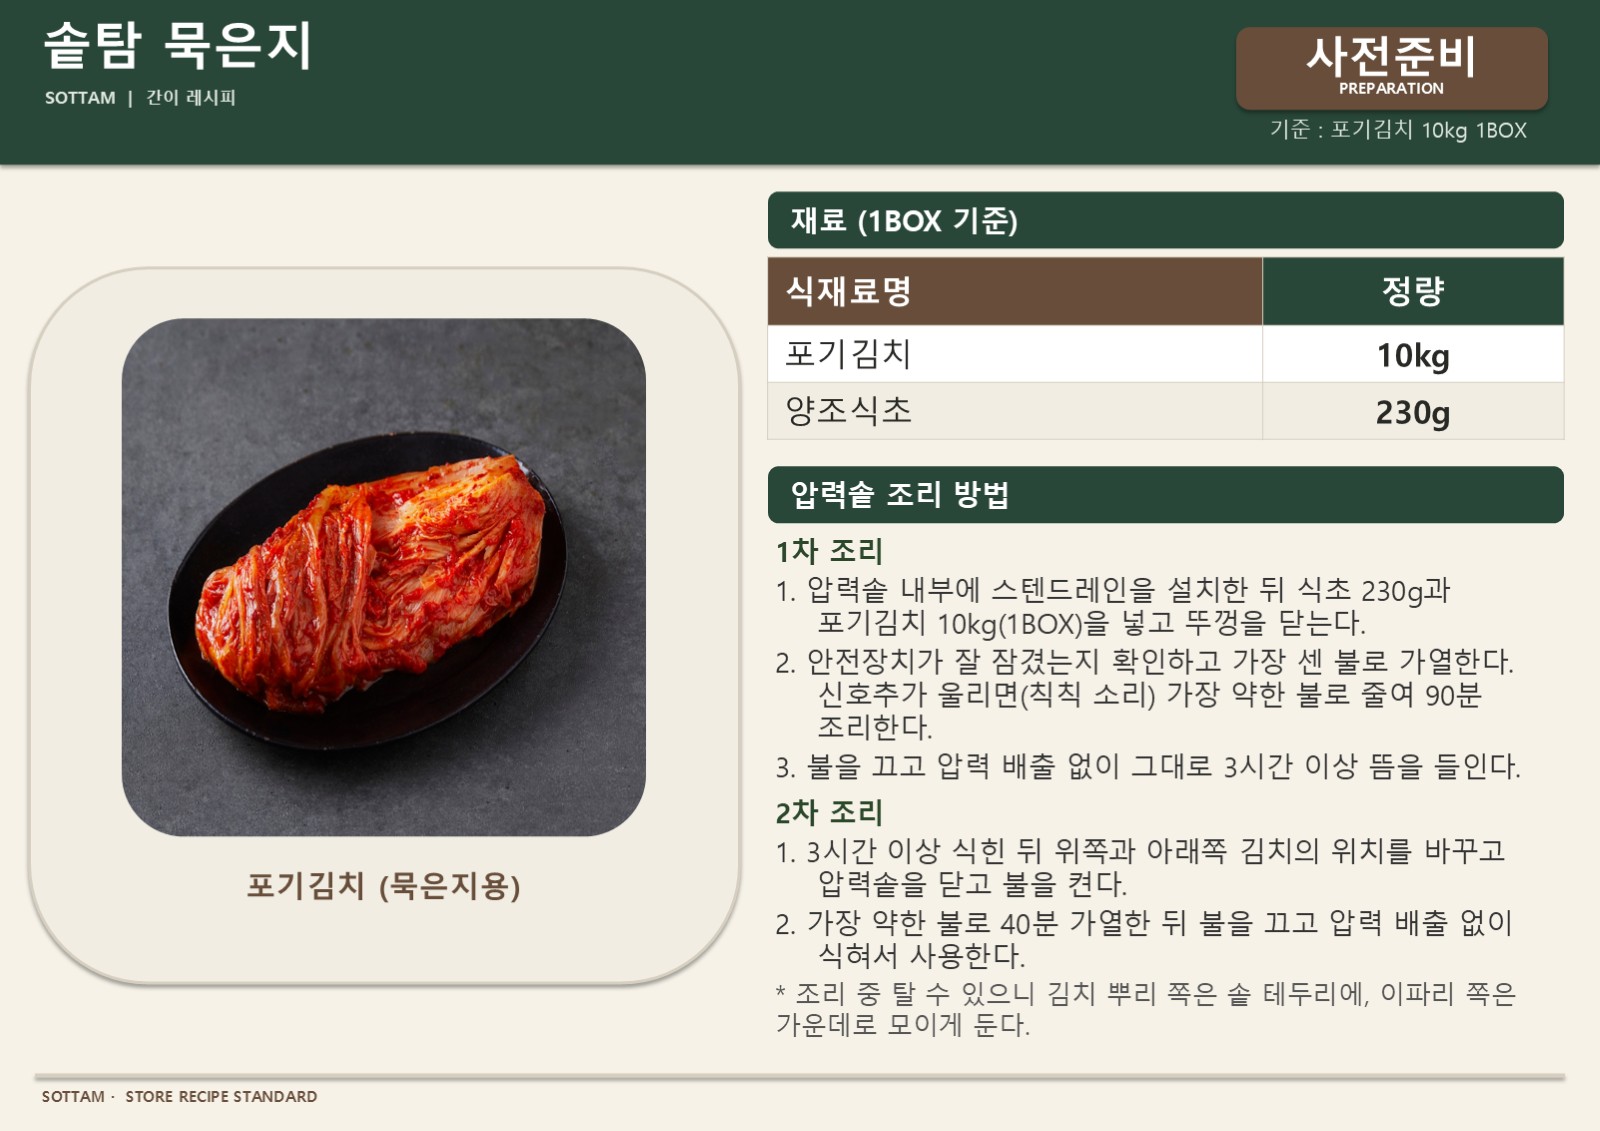 솥탐 묵은지
SOTTAM | 간이 레시피
사전준비
PREPARATION
기준 : 포기김치 10kg 1BOX
재료 (1BOX 기준)
식재료명 정량
포기김치 10kg
양조식초 230g
압력솥 조리 방법
1차 조리
1. 압력솥 내부에 스텐드레인을 설치한 뒤 식초 230g과
포기김치 10kg(1BOX)을 넣고 뚜껑을 닫는다.
2. 안전장치가 잘 잠겼는지 확인하고 가장 센 불로 가열한다.
신호추가 울리면(칙칙 소리) 가장 약한 불로 줄여 90분
조리한다.
3. 불을 끄고 압력 배출 없이 그대로 3시간 이상 뜸을 들인다.
2차 조리
1. 3시간 이상 식힌 뒤 위쪽과 아래쪽 김치의 위치를 바꾸고
압력솥을 닫고 불을 켠다.
2. 가장 약한 불로 40분 가열한 뒤 불을 끄고 압력 배출 없이
식혀서 사용한다.
* 조리 중 탈 수 있으니 김치 뿌리 쪽은 솥 테두리에, 이파리 쪽은
가운데로 모이게 둔다.
포기김치 (묵은지용)
SOTTAM · STORE RECIPE STANDARD